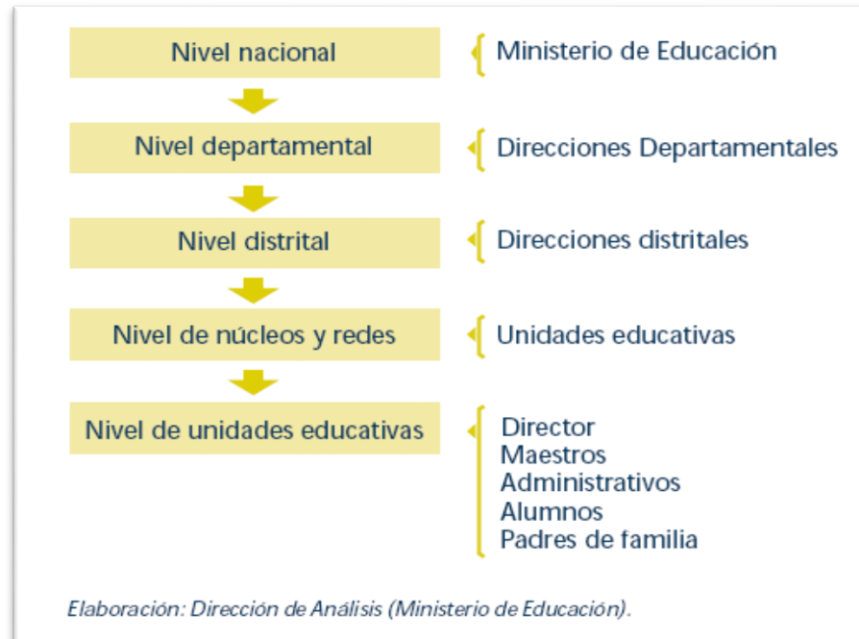 Nivel nacional
Ministerio de Educación
Nivel departamental
Direcciones Departamentales
Nivel distrital
Direcciones distritales
Nivel de núcleos y redes
Unidades educativas
Nivel de unidades educativas
Director
Maestros
Administrativos
Alumnos
Padres de familia
Elaboración: Dirección de Análisis (Ministerio de Educación).